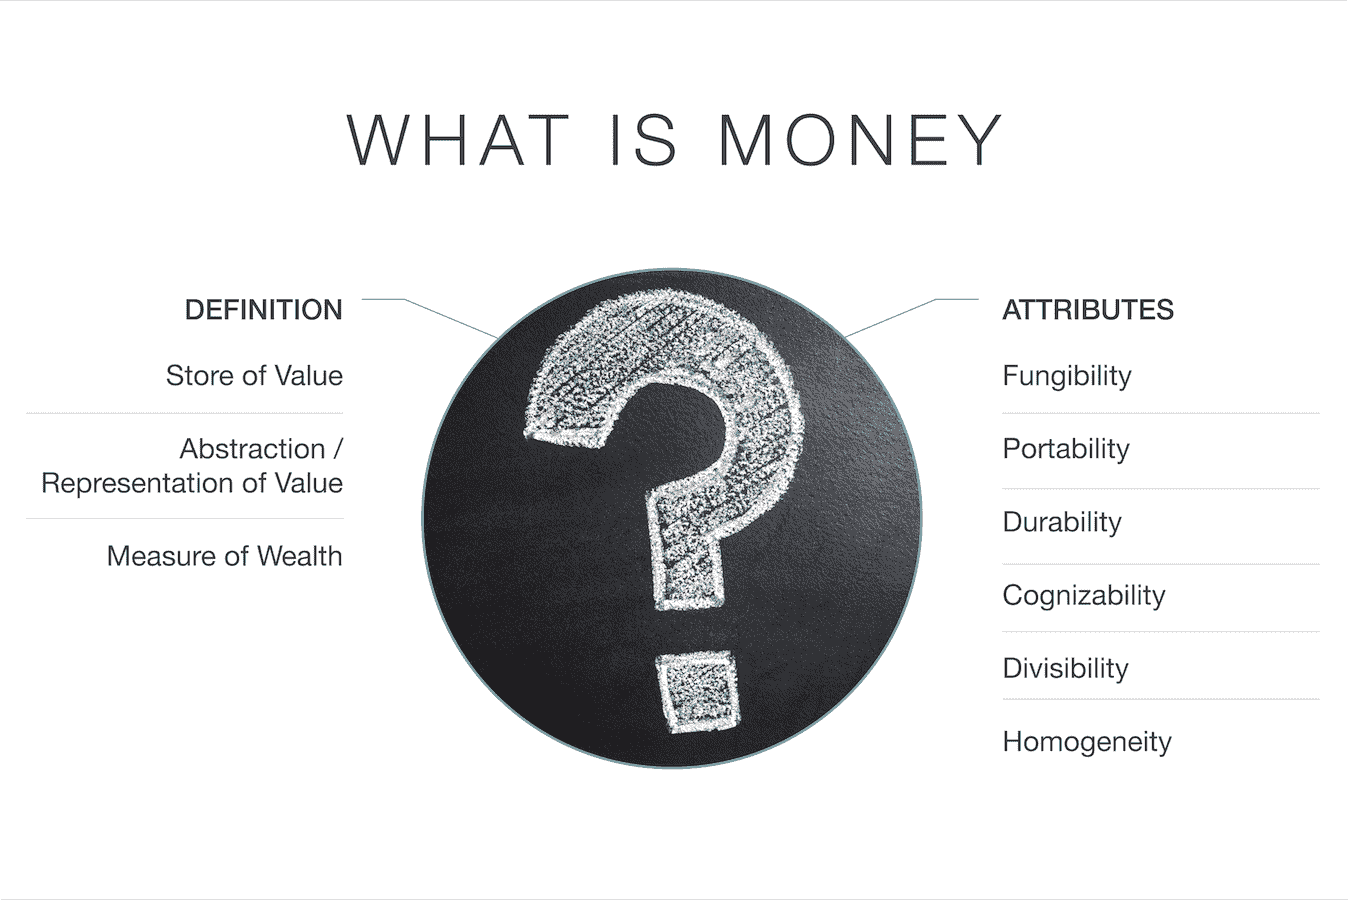 WHAT IS MONEY
DEFINITION
Store of Value
Abstraction /
Representation of Value
Measure of Wealth
?
ATTRIBUTES
Fungibility
Portability
Durability
Cognizability
Divisibility
Homogeneity